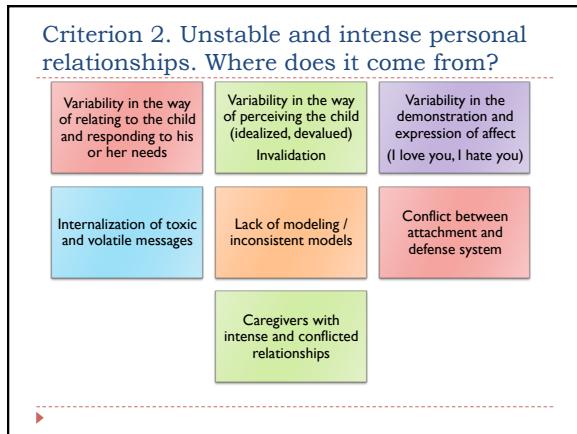 Criterion 2. Unstable and intense personal
relationships. Where does it come from?
Variability in the way
of relating to the child
and responding to his
or her needs
Variability in the way
of perceiving the child
(idealized, devalued)
Invalidation
Variability in the
demonstration and
expression of affect
(I love you, I hate you)
Internalization of toxic
and volatile messages
Lack of modeling /
inconsistent models
Conflict between
attachment and
defense system
Caregivers with
intense and conflicted
relationships